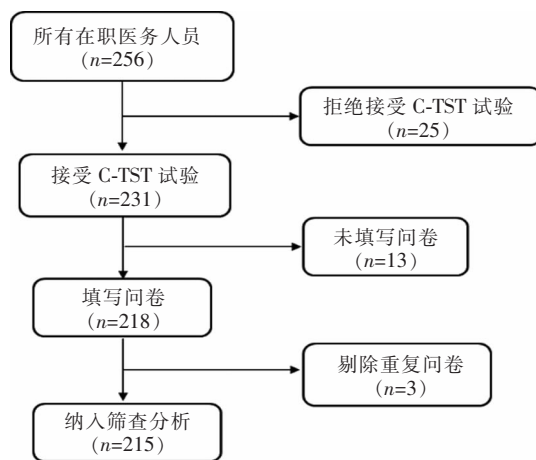 所有在职医务人员
(n=256)
拒绝接受 C-TST 试验
(n=25)
接受 C-TST 试验
(n=231)
未填写问卷
(n=13)
填写问卷
(n=218)
剔除重复问卷
(n=3)
纳入筛查分析
(n=215)